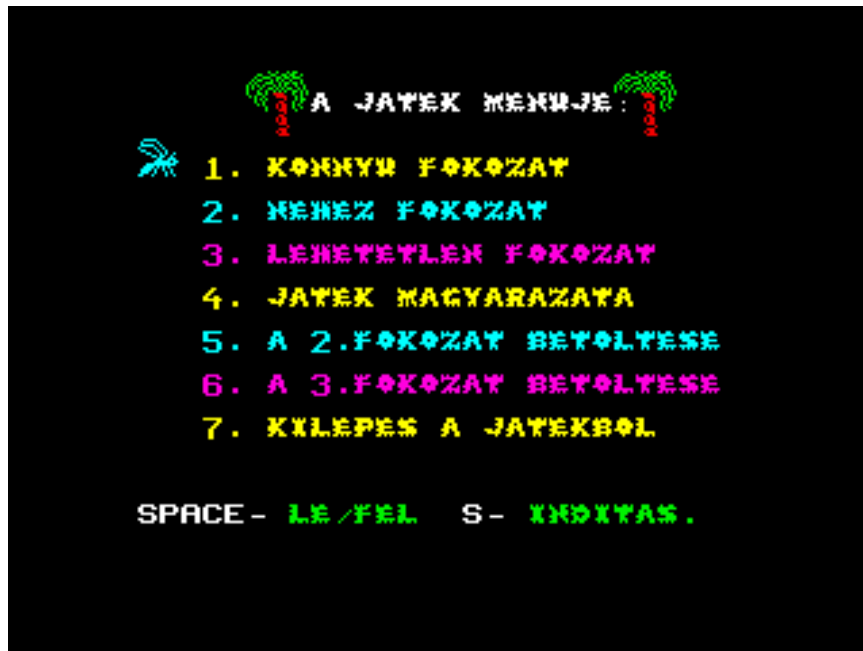 A JATEK MENUJE:
1. KONNYU FOKOZAT
2. NEHEZ FOKOZAT
3. LEHETETLEN FOKOZAT
4. JATEK MAGYARAZATA
5. A 2.FOKOZAT BETOLTESE
6. A 3.FOKOZAT BETOLTESE
7. KILEPES A JATEKBOL
SPACE- LE/FEL S- INDITAS.